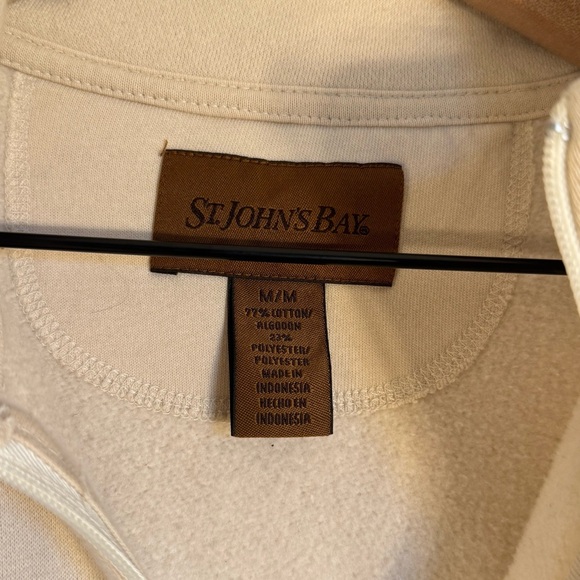 ST. JOHN'S BAY®
M/M
77% COTTON/
ALGODON
23%
POLYESTER/
POLYESTER
MADE IN
INDONESIA
HECHO EN
INDONESIA